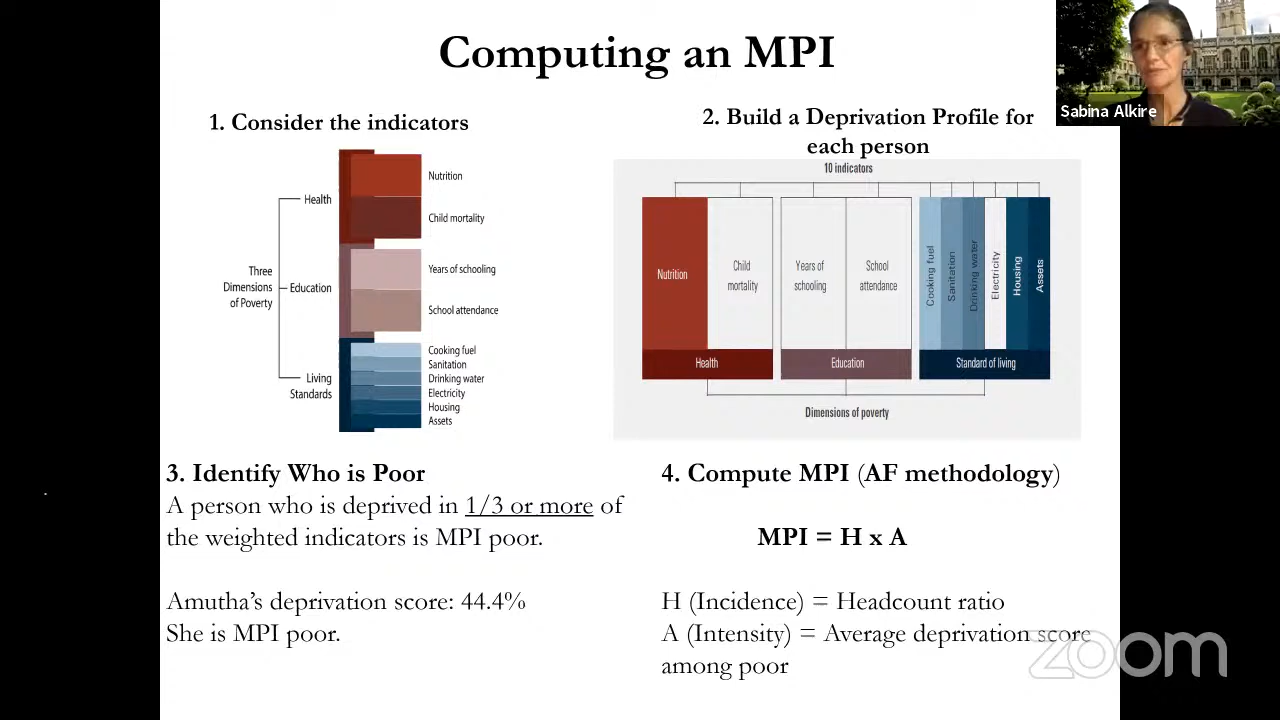 Computing an MPI
Sabina Alkire
1. Consider the indicators
Three
Dimensions
of Poverty
Health
Education
Living
Standards
Nutrition
Child mortality
Years of schooling
School attendance
Cooking fuel
Sanitation
Drinking water
Electricity
Housing
Assets
2. Build a Deprivation Profile for
each person
10 indicators
Nutrition
Child
mortality
Years of
schooling
School
attendance
Cooking fuel
Sanitation
Drinking water
Electricity
Housing
Assets
Health
Education
Standard of living
Dimensions of poverty
3. Identify Who is Poor
A person who is deprived in 1/3 or more of
the weighted indicators is MPI poor.
Amutha's deprivation score: 44.4%
She is MPI poor.
4. Compute MPI (AF methodology)
MPI = H x A
H (Incidence) = Headcount ratio
A (Intensity) = Average deprivation score
among poor
zoom